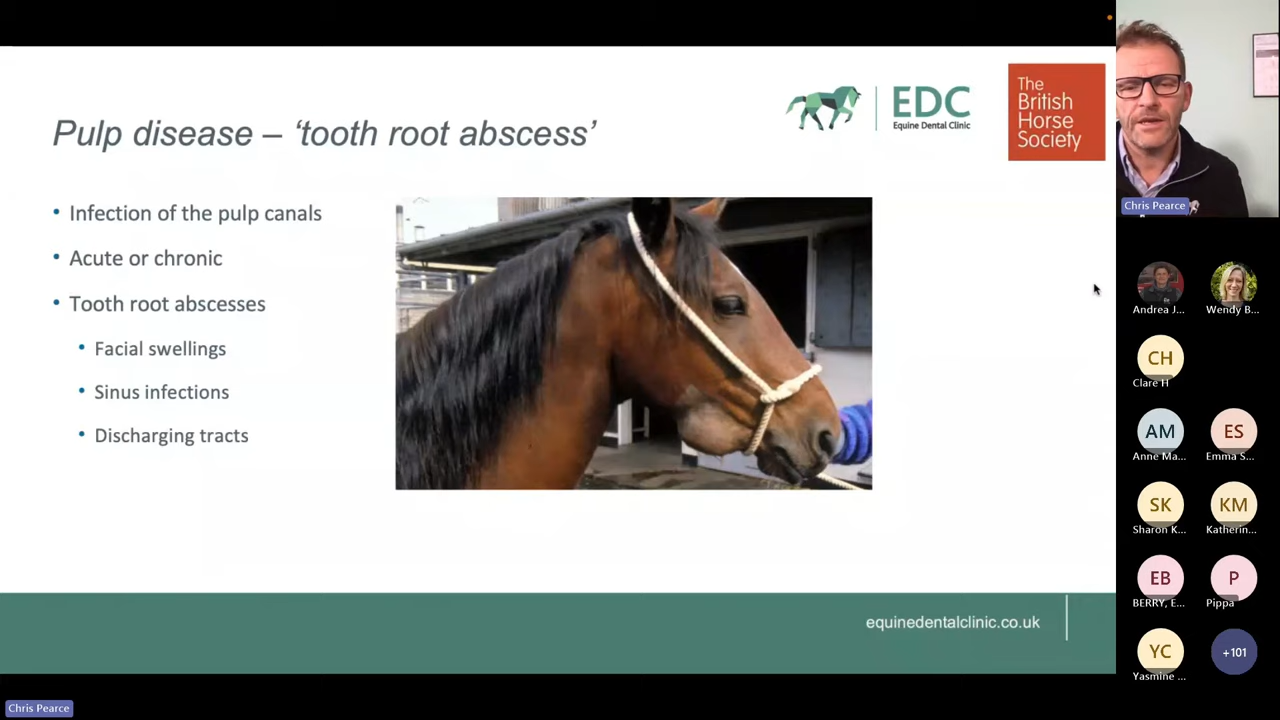 Pulp disease – ‘tooth root abscess’
EDC
Equine Dental Clinic
The
British
Horse
Society
• Infection of the pulp canals
• Acute or chronic
• Tooth root abscesses
• Facial swellings
• Sinus infections
• Discharging tracts
equinedentalclinic.co.uk
Chris Pearce
Andrea J...
Wendy B...
CH
Clare H
AM
ES
Anne Ma...
Emma S...
SK
KM
Sharon K...
Katherin...
EB
P
BERRY, E...
Pippa
YC
+101
Yasmine ...
Chris Pearce